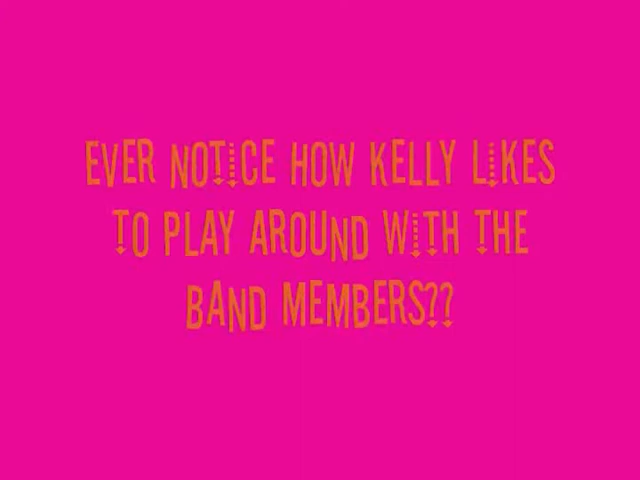 EVER NOTICE HOW KELLY LIKES
TO PLAY AROUND WITH THE
BAND MEMBERS??